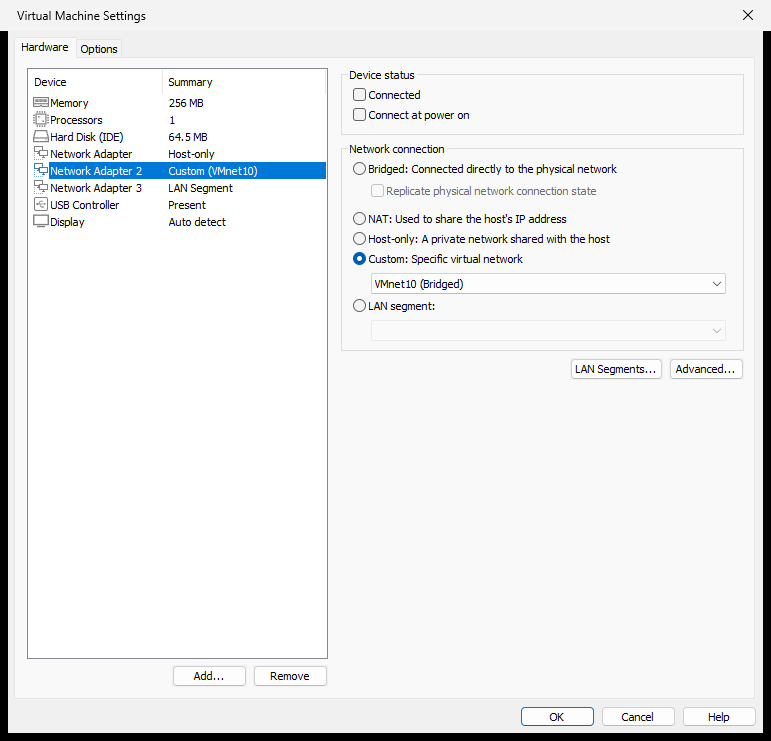 Virtual Machine Settings
Hardware
Options
Device Summary
Memory 256 MB
Processors 1
Hard Disk (IDE) 64.5 MB
Network Adapter Host-only
Network Adapter 2 Custom (VMnet10)
Network Adapter 3 LAN Segment
USB Controller Present
Display Auto detect
Add...
Remove
Device status
Connected
Connect at power on
Network connection
Bridged: Connected directly to the physical network
Replicate physical network connection state
NAT: Used to share the host's IP address
Host-only: A private network shared with the host
Custom: Specific virtual network
VMnet10 (Bridged)
LAN segment:
LAN Segments...
Advanced...
OK
Cancel
Help